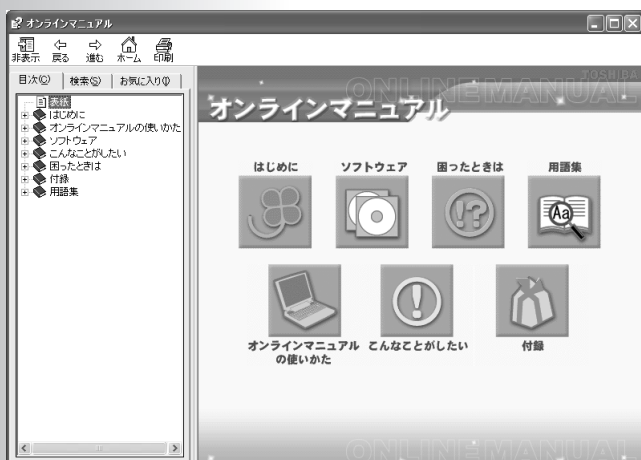 オンラインマニュアル
非表示 戻る 進む ホーム 印刷
目次(C) 検索(S) お気に入り(I)
表紙
はじめに
オンラインマニュアルの使いかた
ソフトウェア
こんなことがしたい
困ったときは
付録
用語集
TOSHIBA
ONLINE MANUAL
オンラインマニュアル
はじめに ソフトウェア 困ったときは 用語集
!?
Aa
!
オンラインマニュアル こんなことがしたい 付録
の使いかた
ONLINE MANUAL